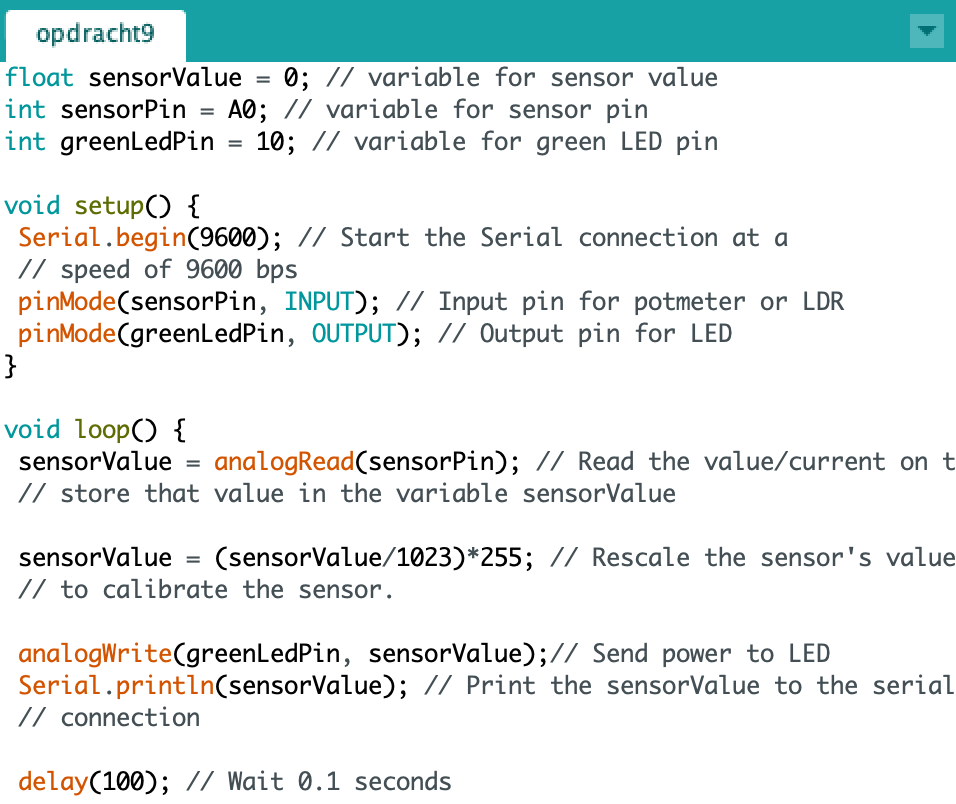 opdracht9
float sensorValue = 0; // variable for sensor value
int sensorPin = A0; // variable for sensor pin
int greenLedPin = 10; // variable for green LED pin
void setup() {
Serial.begin(9600); // Start the Serial connection at a
// speed of 9600 bps
pinMode(sensorPin, INPUT); // Input pin for potmeter or LDR
pinMode(greenLedPin, OUTPUT); // Output pin for LED
}
void loop() {
sensorValue = analogRead(sensorPin); // Read the value/current on t
// store that value in the variable sensorValue
sensorValue = (sensorValue/1023)*255; // Rescale the sensor's value
// to calibrate the sensor.
analogWrite(greenLedPin, sensorValue);// Send power to LED
Serial.println(sensorValue); // Print the sensorValue to the serial
// connection
delay(100); // Wait 0.1 seconds